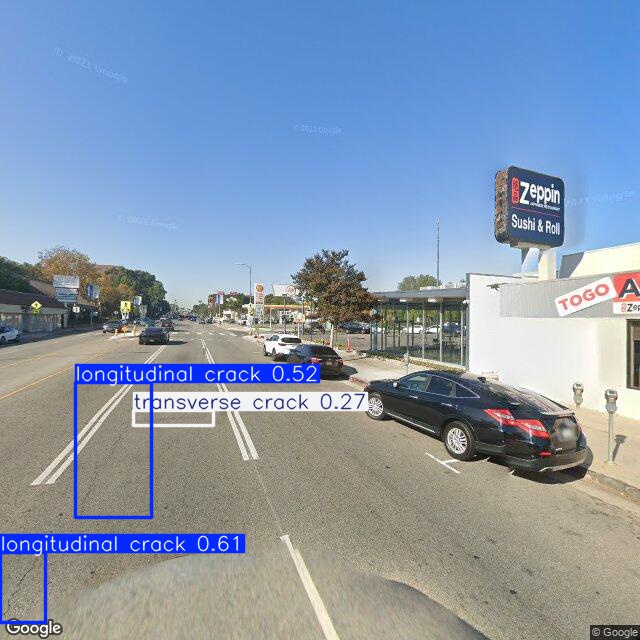 © 2023 Google
© 2023 Google
© 2023 Google
2023 Google
Zeppin
Sushi & Roll
TOGO
Zeppin
longitudinal crack 0.52
transverse crack 0.27
longitudinal crack 0.61
Google
© Google